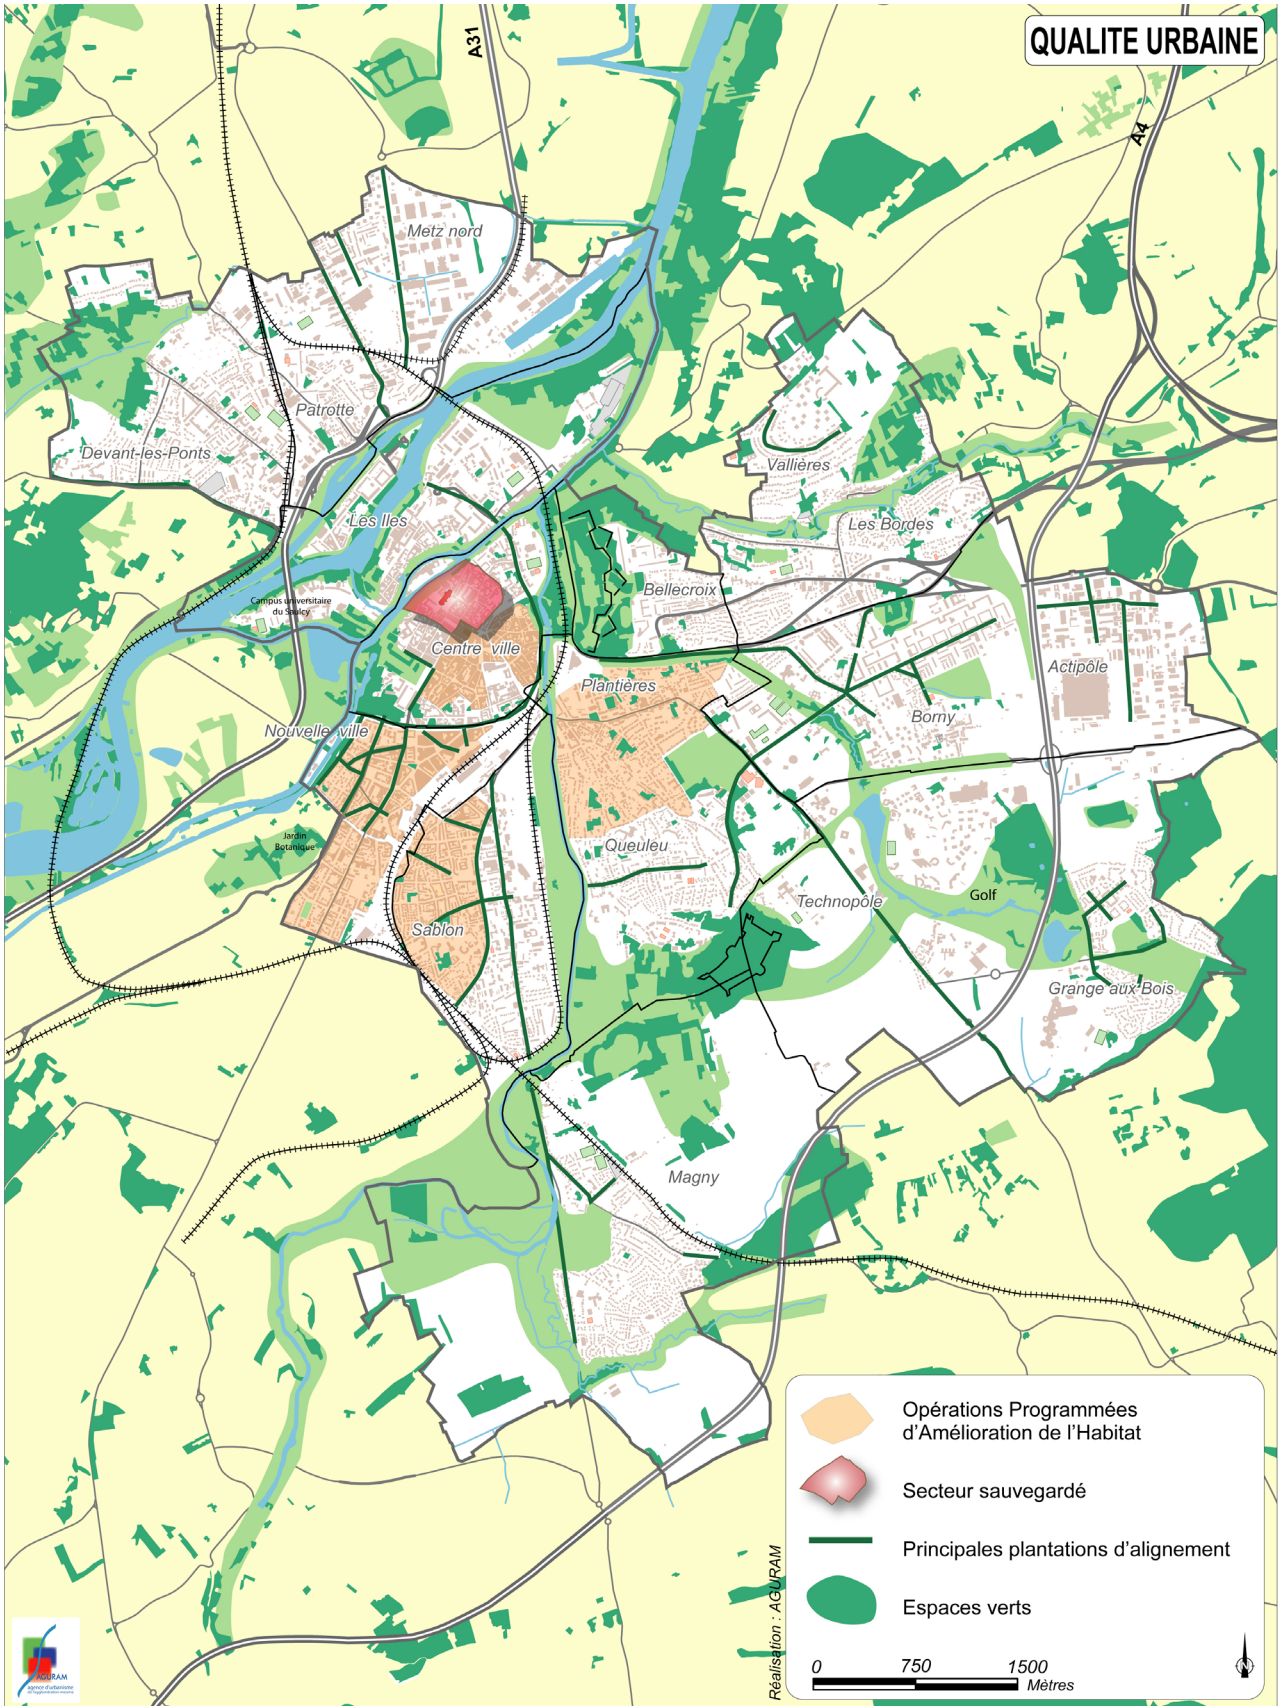 QUALITE URBAINE
A31
A4
Metz nord
Patrotte
Devant-les-Ponts
Vallières
Les Iles
Les Bordes
Bellecroix
Campus universitaire
du Saulcy
Centre ville
Actipôle
Plantières
Borny
Nouvelle ville
Jardin
Botanique
Queuleu
Golf
Technopôle
Sablon
Grange aux Bois
Magny
Opérations Programmées
d'Amélioration de l'Habitat
Secteur sauvegardé
Principales plantations d'alignement
Espaces verts
0 750 1500
Mètres
N
Réalisation : AGURAM
AGURAM
agence d'urbanisme